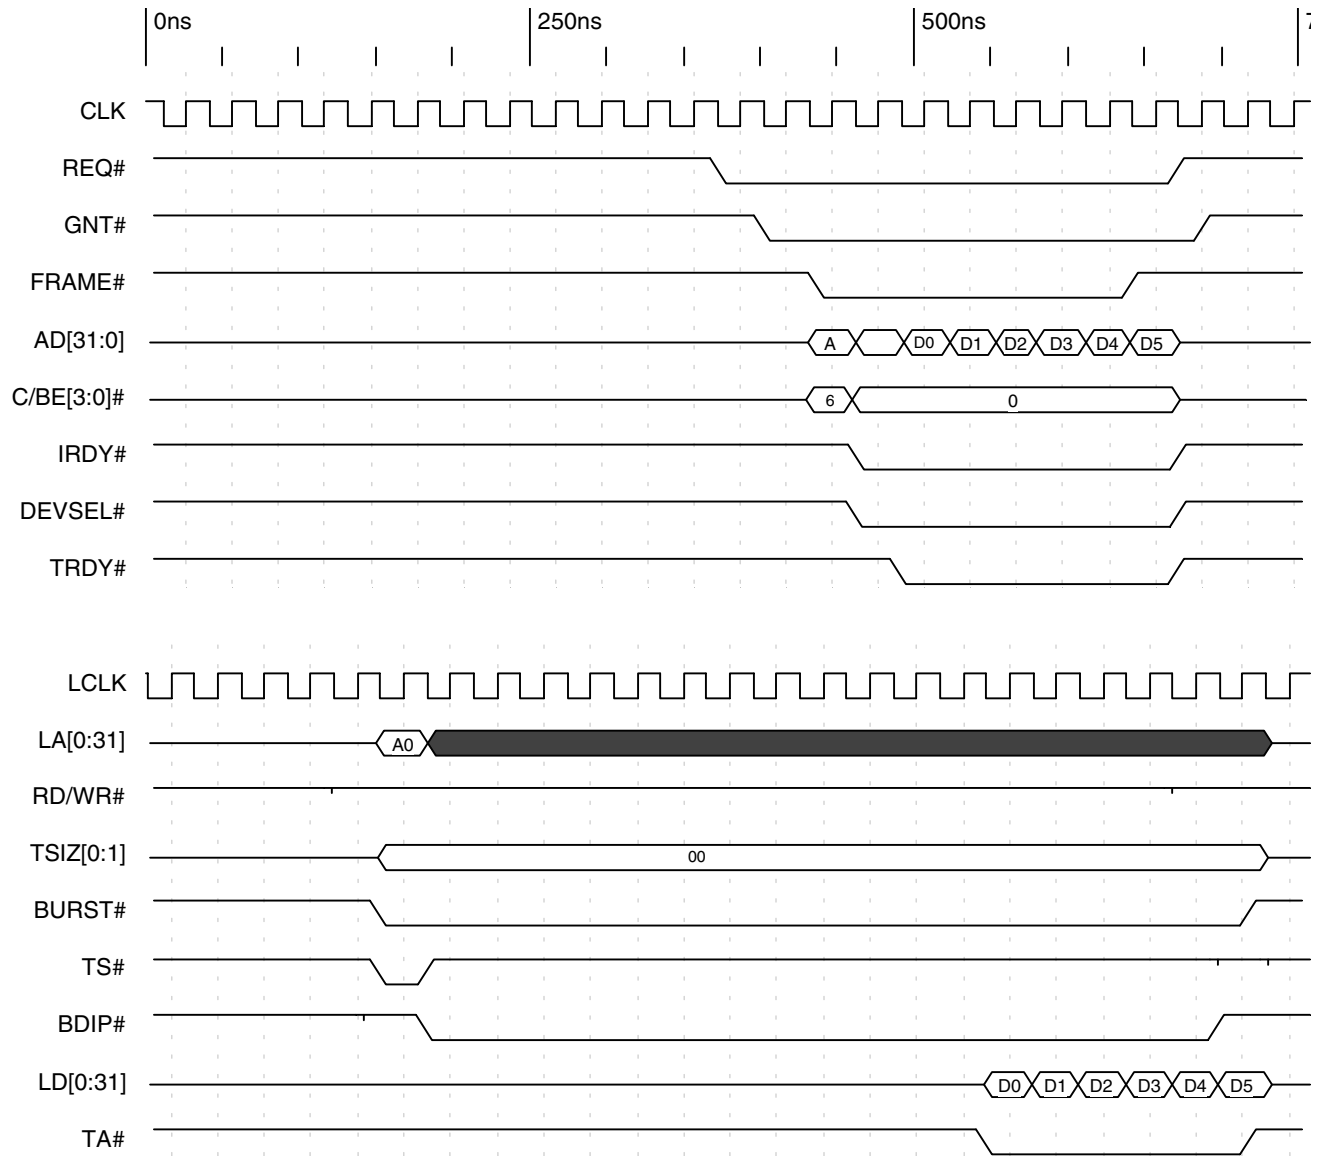 0ns 250ns 500ns
CLK
REQ#
GNT#
FRAME#
AD[31:0] A D0 D1 D2 D3 D4 D5
C/BE[3:0]# 6 0
IRDY#
DEVSEL#
TRDY#
LCLK
LA[0:31] A0
RD/WR#
TSIZ[0:1] 00
BURST#
TS#
BDIP#
LD[0:31] D0 D1 D2 D3 D4 D5
TA#